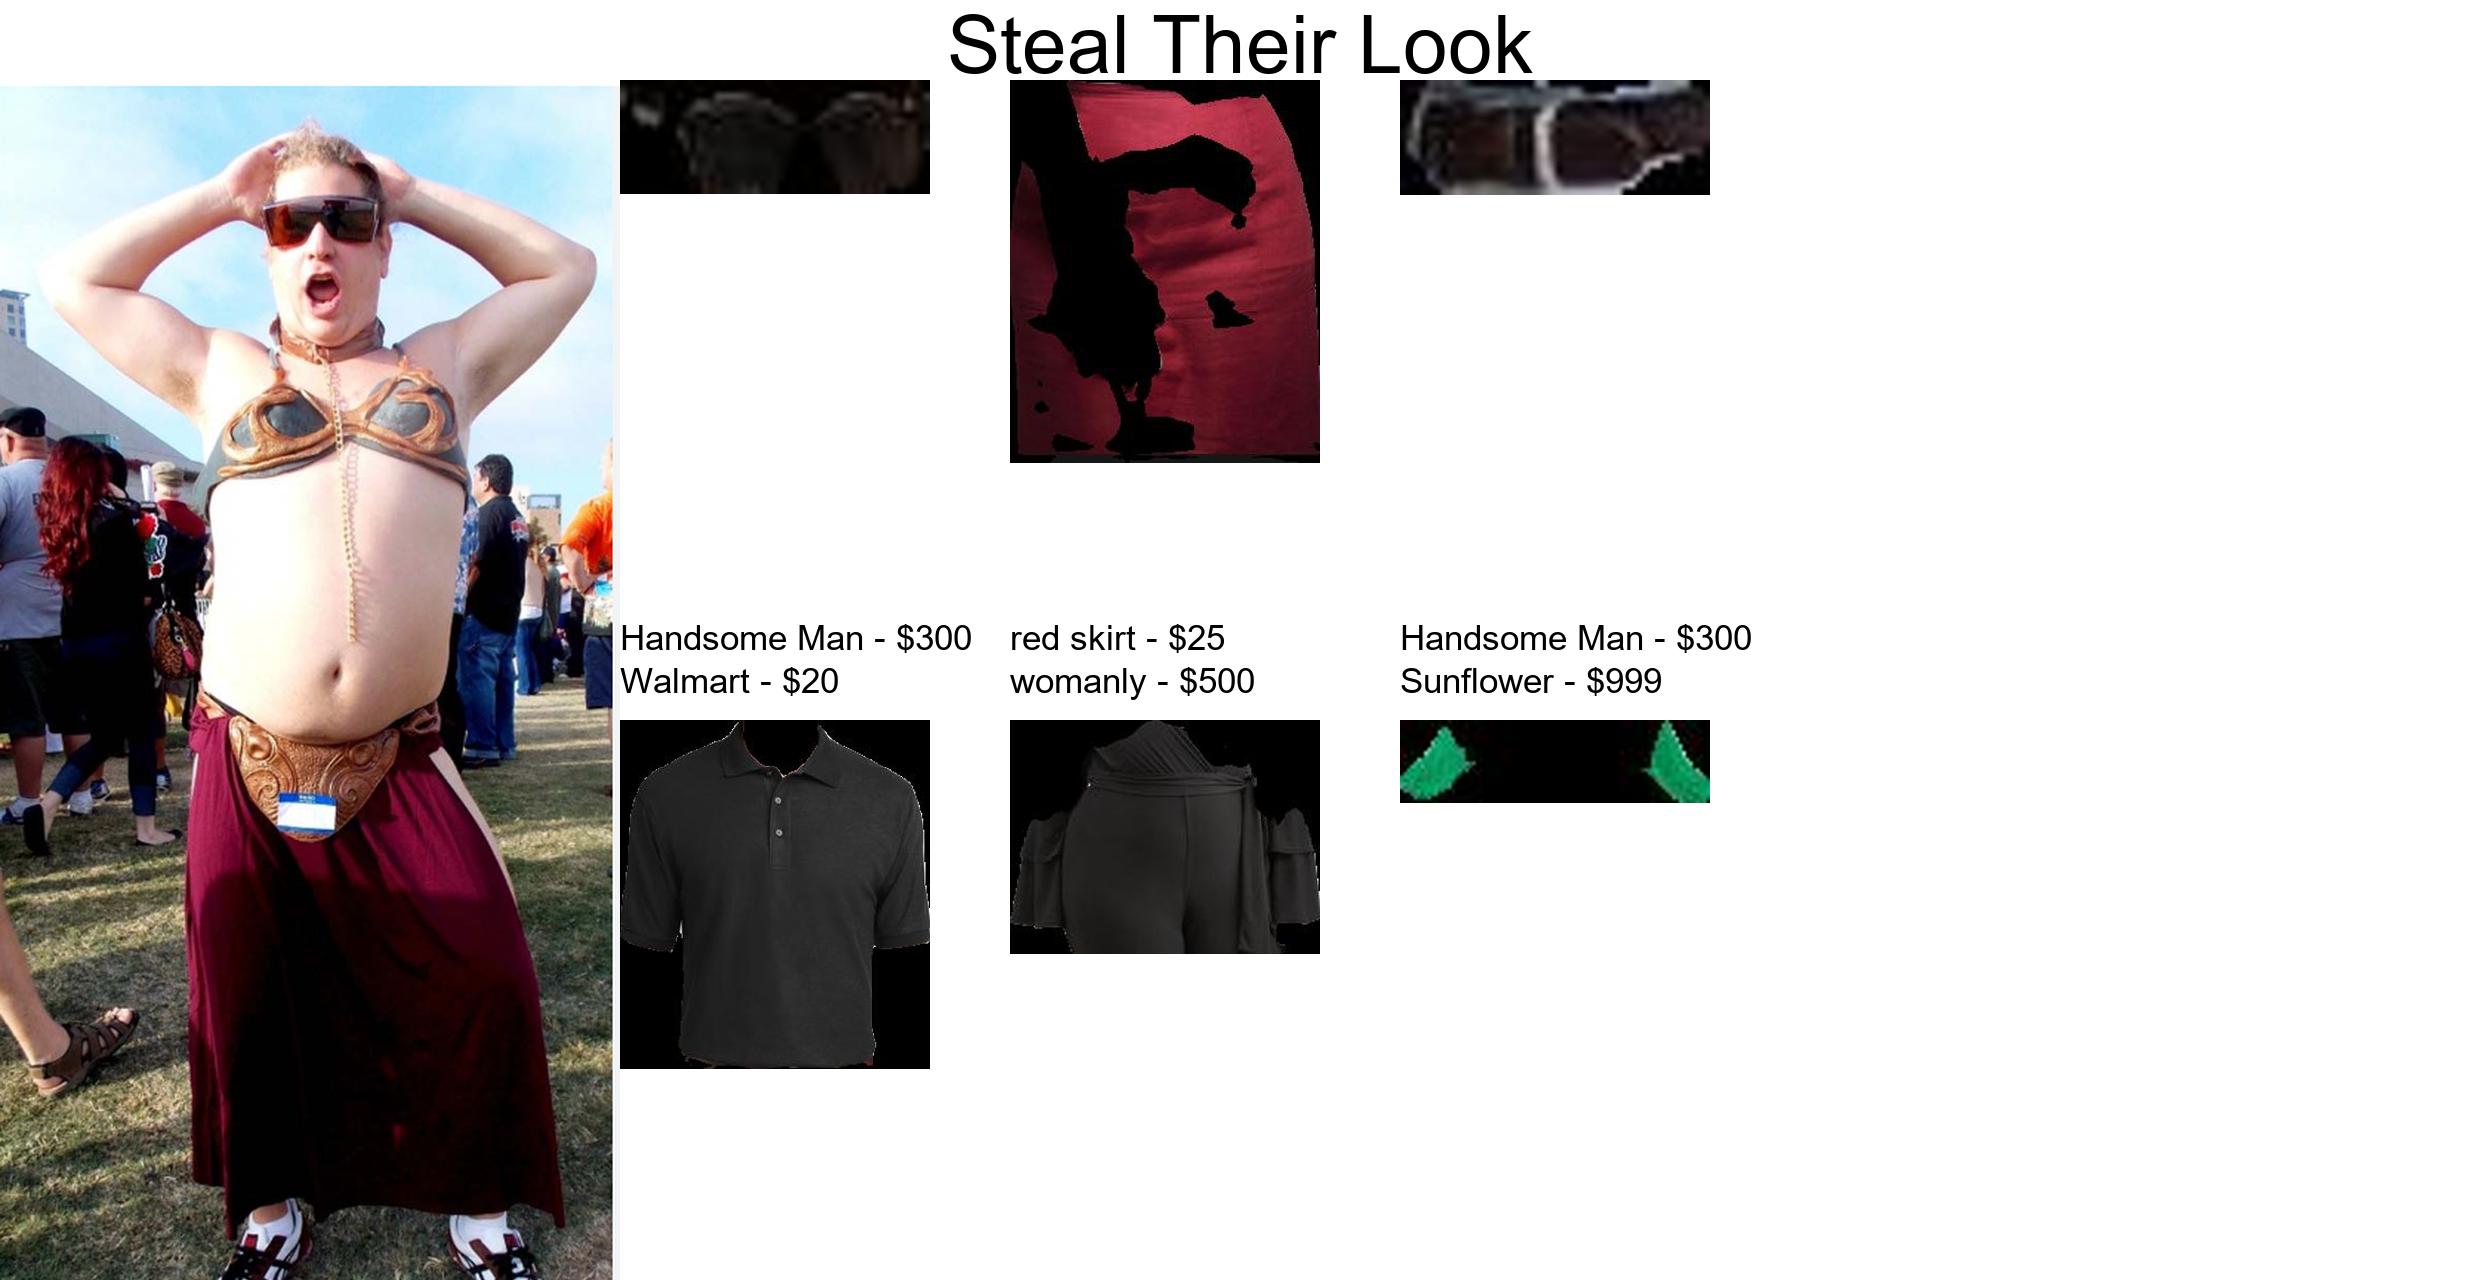 Steal Their Look
Handsome Man - $300
Walmart - $20
red skirt - $25
womanly - $500
Handsome Man - $300
Sunflower - $999